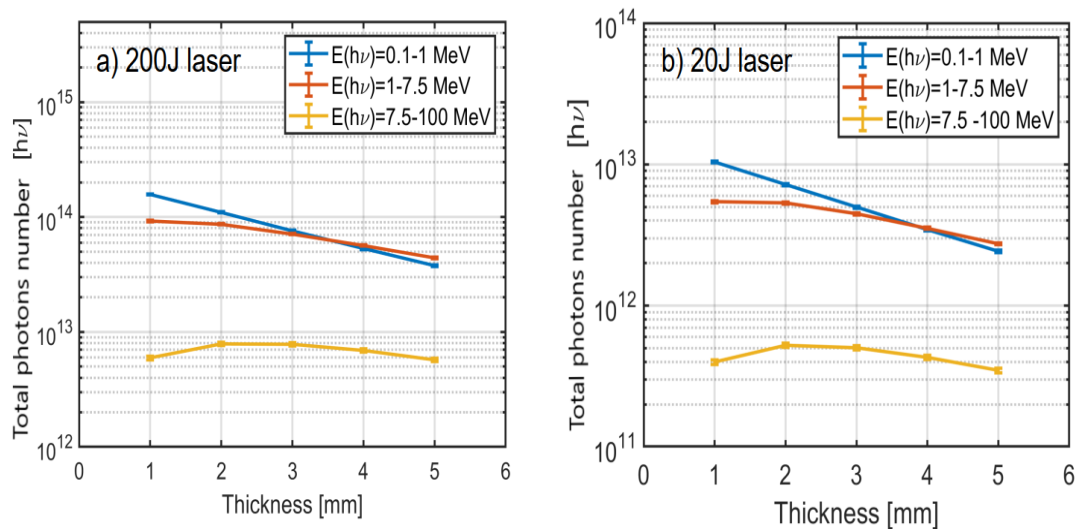 a) 200J laser
E(hν)=0.1-1 MeV
E(hν)=1-7.5 MeV
E(hν)=7.5-100 MeV
Total photons number [hν]
10^15
10^14
10^13
10^12
0 1 2 3 4 5 6
Thickness [mm]
b) 20J laser
E(hν)=0.1-1 MeV
E(hν)=1-7.5 MeV
E(hν)=7.5 -100 MeV
Total photons number [hν]
10^14
10^13
10^12
10^11
0 1 2 3 4 5 6
Thickness [mm]